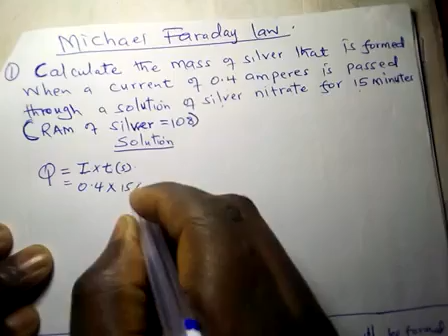 Michael Faraday law.
① Calculate the mass of silver that is formed
when a current of 0.4 amperes is passed
through a solution of silver nitrate for 15 minutes
(RAM of silver = 108)
Solution
Q = I x t(s).
= 0.4 x 15